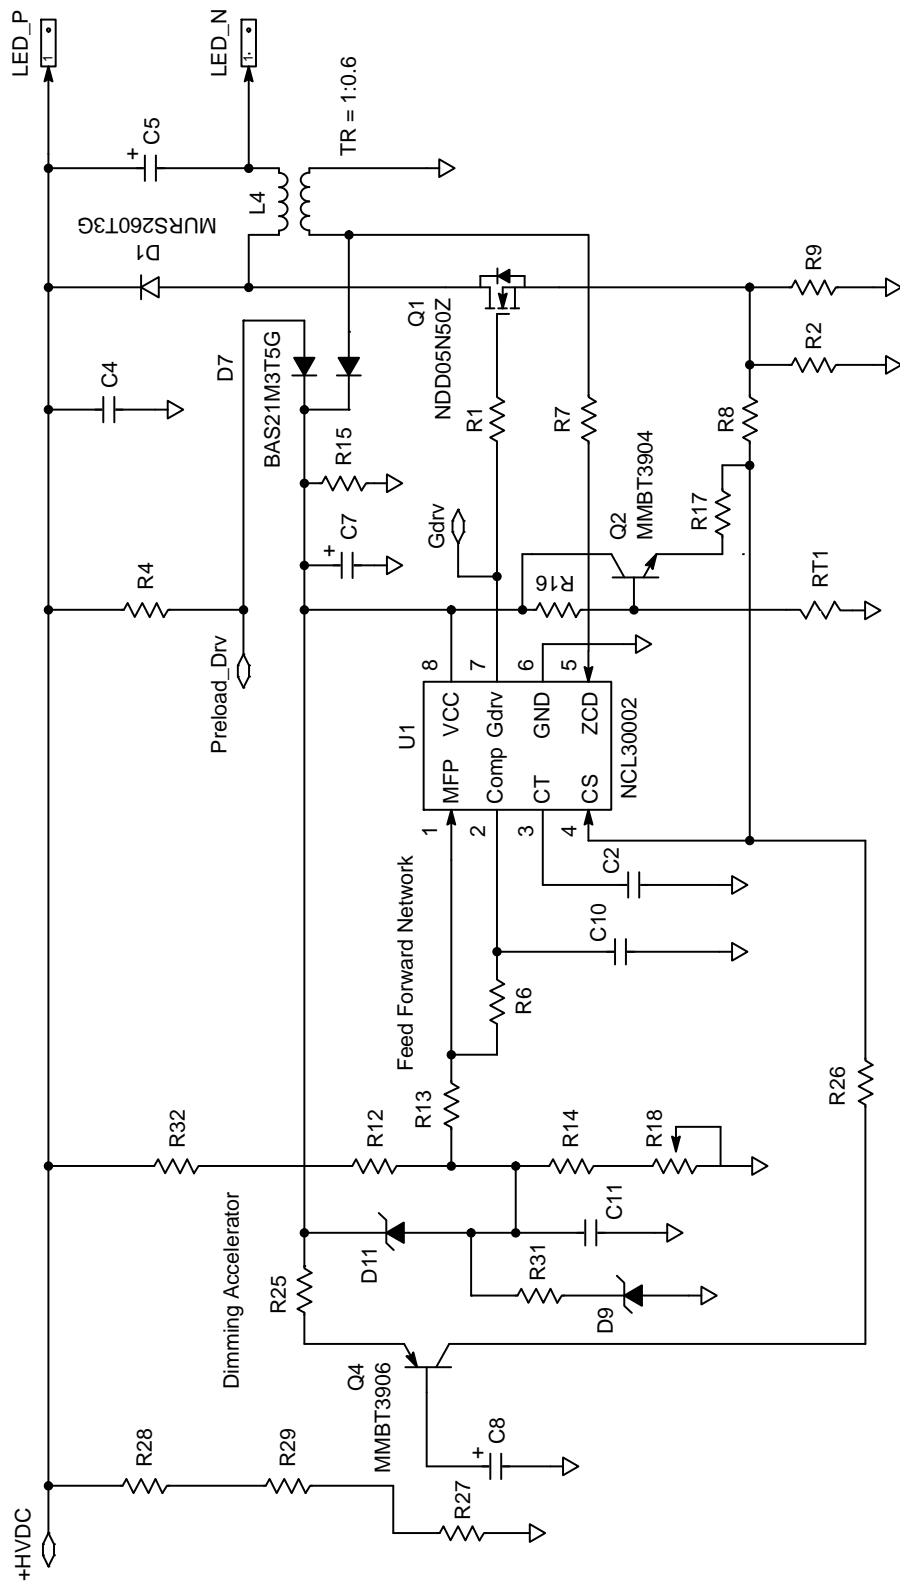 +HVDC
R28
R29
R27
Dimming Accelerator
R25
Q4
MMBT3906
+
C8
R32
R12
D11
R31
D9
C11
R14
R18
R13
R6
R26
Feed Forward Network
C10
C2
U1
1
MFP
VCC
8
2
Comp
Gdrv
7
3
CT
GND
6
4
CS
ZCD
5
NCL30002
Preload_Drv
R4
C4
D7
BAS21M3T5G
R15
+
C7
Gdrv
R16
Q2
MMBT3904
R17
RT1
R1
R7
R8
Q1
NDD05N50Z
R2
R9
D1
MURS260T3G
L4
TR = 1:0.6
+
C5
LED_P
1
LED_N
1